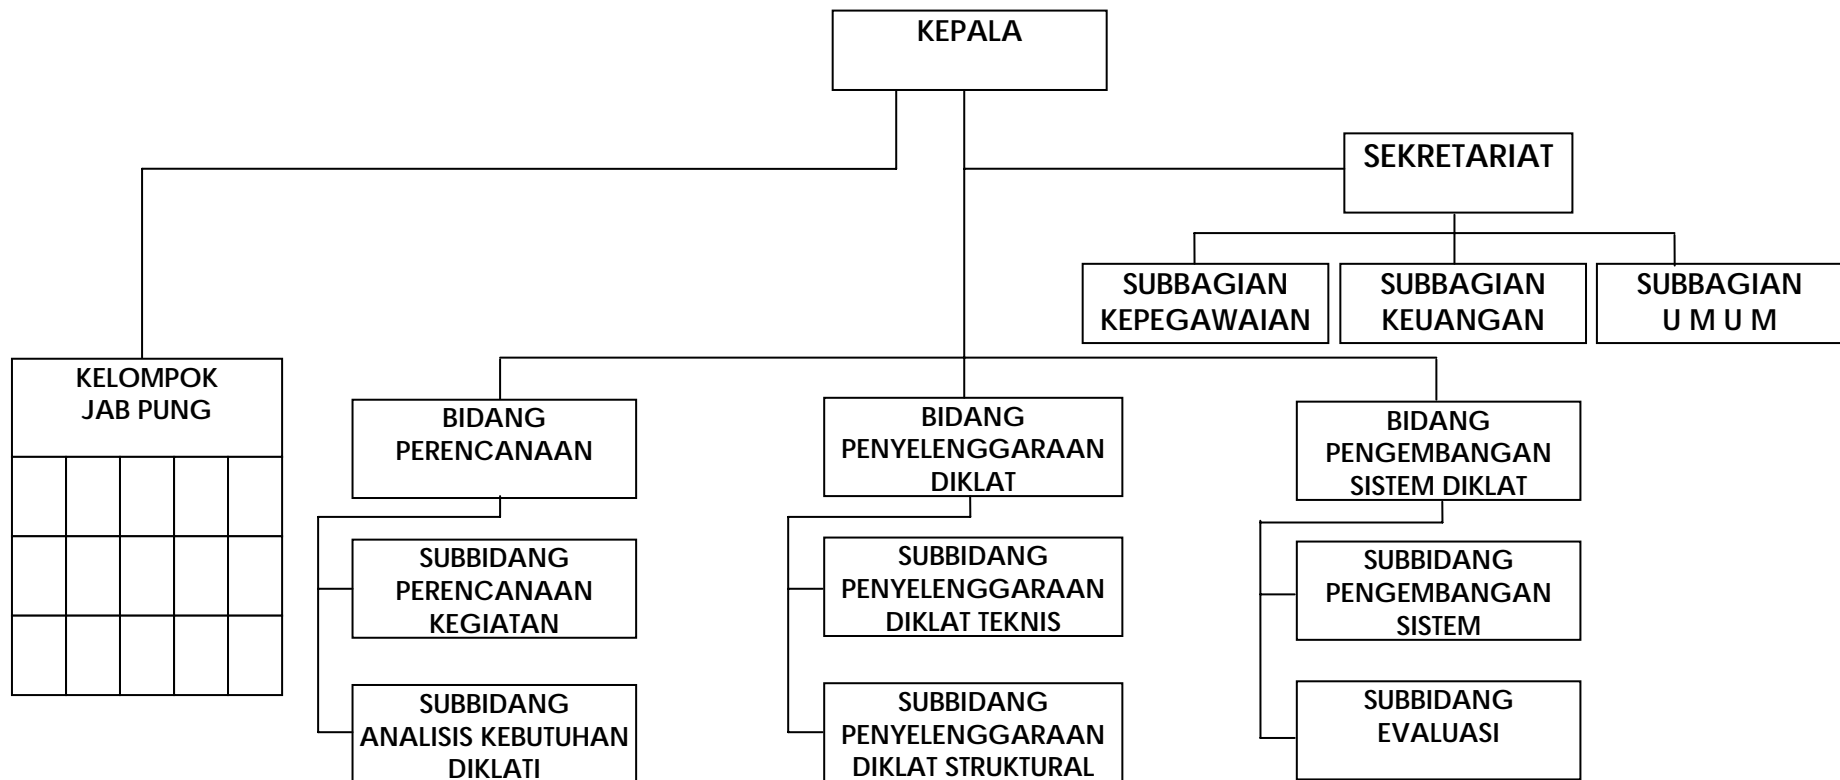 KEPALA
SEKRETARIAT
SUBBAGIAN
KEPEGAWAIAN
SUBBAGIAN
KEUANGAN
SUBBAGIAN
U M U M
KELOMPOK
JAB PUNG
BIDANG
PERENCANAAN
BIDANG
PENYELENGGARAAN
DIKLAT
BIDANG
PENGEMBANGAN
SISTEM DIKLAT
SUBBIDANG
PERENCANAAN
KEGIATAN
SUBBIDANG
PENYELENGGARAAN
DIKLAT TEKNIS
SUBBIDANG
PENGEMBANGAN
SISTEM
SUBBIDANG
ANALISIS KEBUTUHAN
DIKLATI
SUBBIDANG
PENYELENGGARAAN
DIKLAT STRUKTURAL
SUBBIDANG
EVALUASI